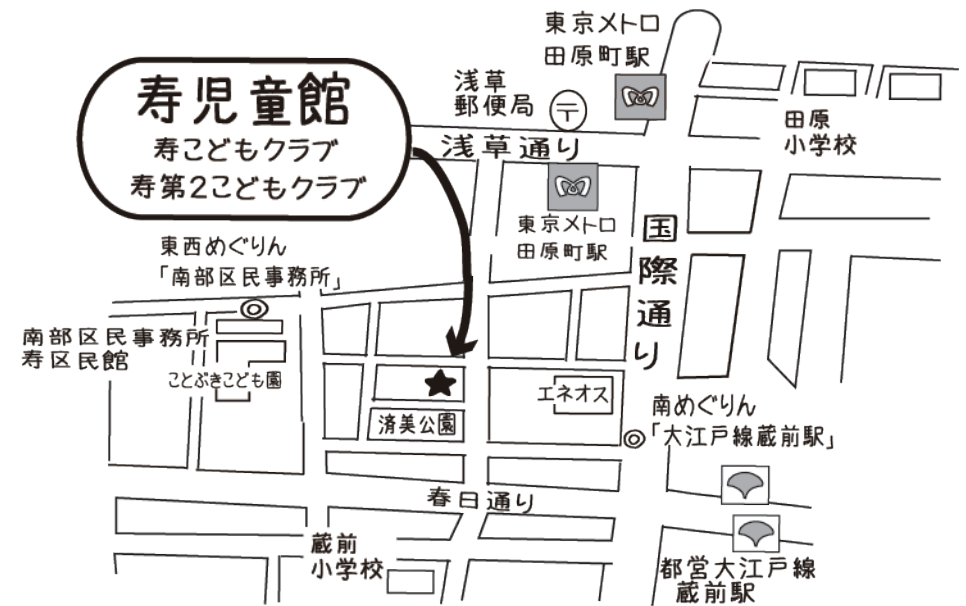 東京メトロ
田原町駅
寿児童館
寿こどもクラブ
寿第2こどもクラブ
浅草
郵便局
〒
浅草通り
田原
小学校
東京メトロ
田原町駅
国際通り
東西めぐりん
「南部区民事務所」
南部区民事務所
寿区民館
ことぶきこども園
済美公園
エネオス
南めぐりん
「大江戸線蔵前駅」
春日通り
蔵前
小学校
都営大江戸線
蔵前駅